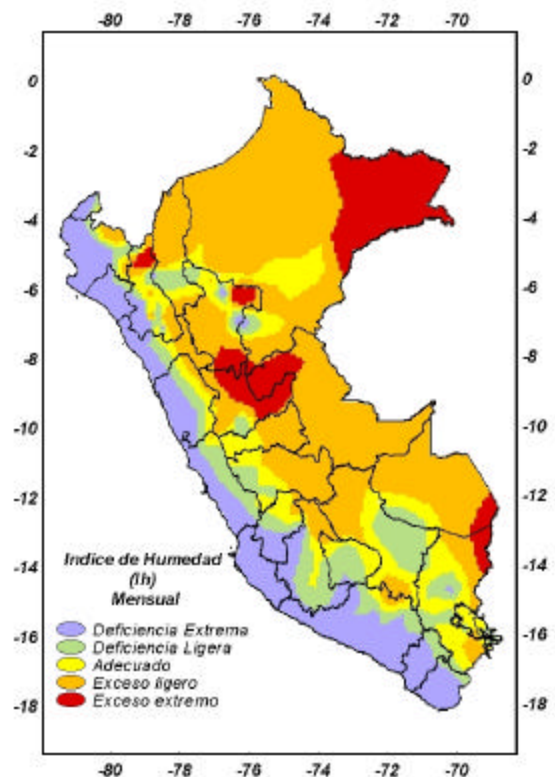 -80 -78 -76 -74 -72 -70
0 0
-2 -2
-4 -4
-6 -6
-8 -8
-10 -10
-12 -12
-14 -14
-16 -16
-18 -18
Indice de Humedad
(Ih)
Mensual
Deficiencia Extrema
Deficiencia Ligera
Adecuado
Exceso ligero
Exceso extremo
-80 -78 -76 -74 -72 -70